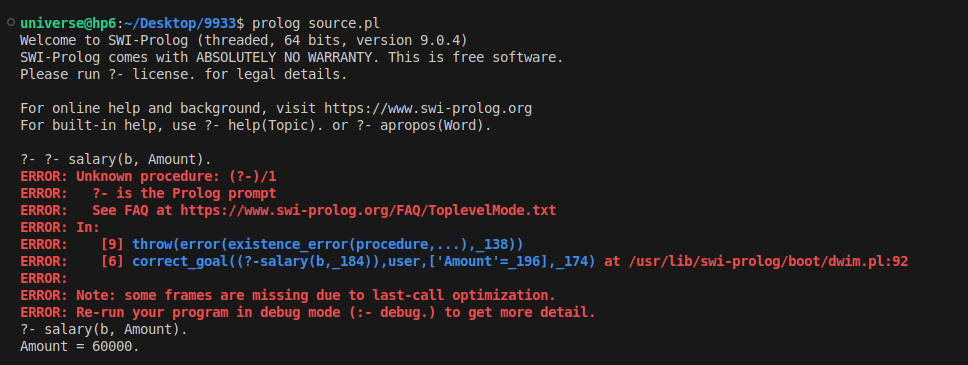 universe@hp6:~/Desktop/9933$ prolog source.pl
Welcome to SWI-Prolog (threaded, 64 bits, version 9.0.4)
SWI-Prolog comes with ABSOLUTELY NO WARRANTY. This is free software.
Please run ?- license. for legal details.

For online help and background, visit https://www.swi-prolog.org
For built-in help, use ?- help(Topic). or ?- apropos(Word).

?- ?- salary(b, Amount).
ERROR: Unknown procedure: (?-)/1
ERROR:   ?- is the Prolog prompt
ERROR:   See FAQ at https://www.swi-prolog.org/FAQ/ToplevelMode.txt
ERROR: In:
ERROR:    [9] throw(error(existence_error(procedure,...),_138))
ERROR:    [6] correct_goal((?-salary(b,_184)),user,['Amount'=_196],_174) at /usr/lib/swi-prolog/boot/dwim.pl:92
ERROR:
ERROR: Note: some frames are missing due to last-call optimization.
ERROR: Re-run your program in debug mode (:- debug.) to get more detail.
?- salary(b, Amount).
Amount = 60000.